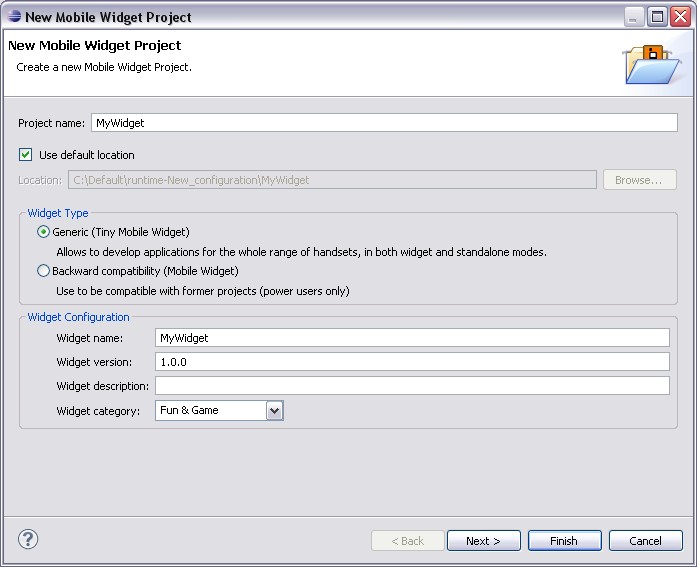 New Mobile Widget Project
New Mobile Widget Project
Create a new Mobile Widget Project.
Project name: MyWidget
Use default location
Location: C:\Default\runtime-New_configuration\MyWidget Browse...
Widget Type
Generic (Tiny Mobile Widget)
Allows to develop applications for the whole range of handsets, in both widget and standalone modes.
Backward compatibility (Mobile Widget)
Use to be compatible with former projects (power users only)
Widget Configuration
Widget name: MyWidget
Widget version: 1.0.0
Widget description:
Widget category: Fun & Game
? < Back Next > Finish Cancel